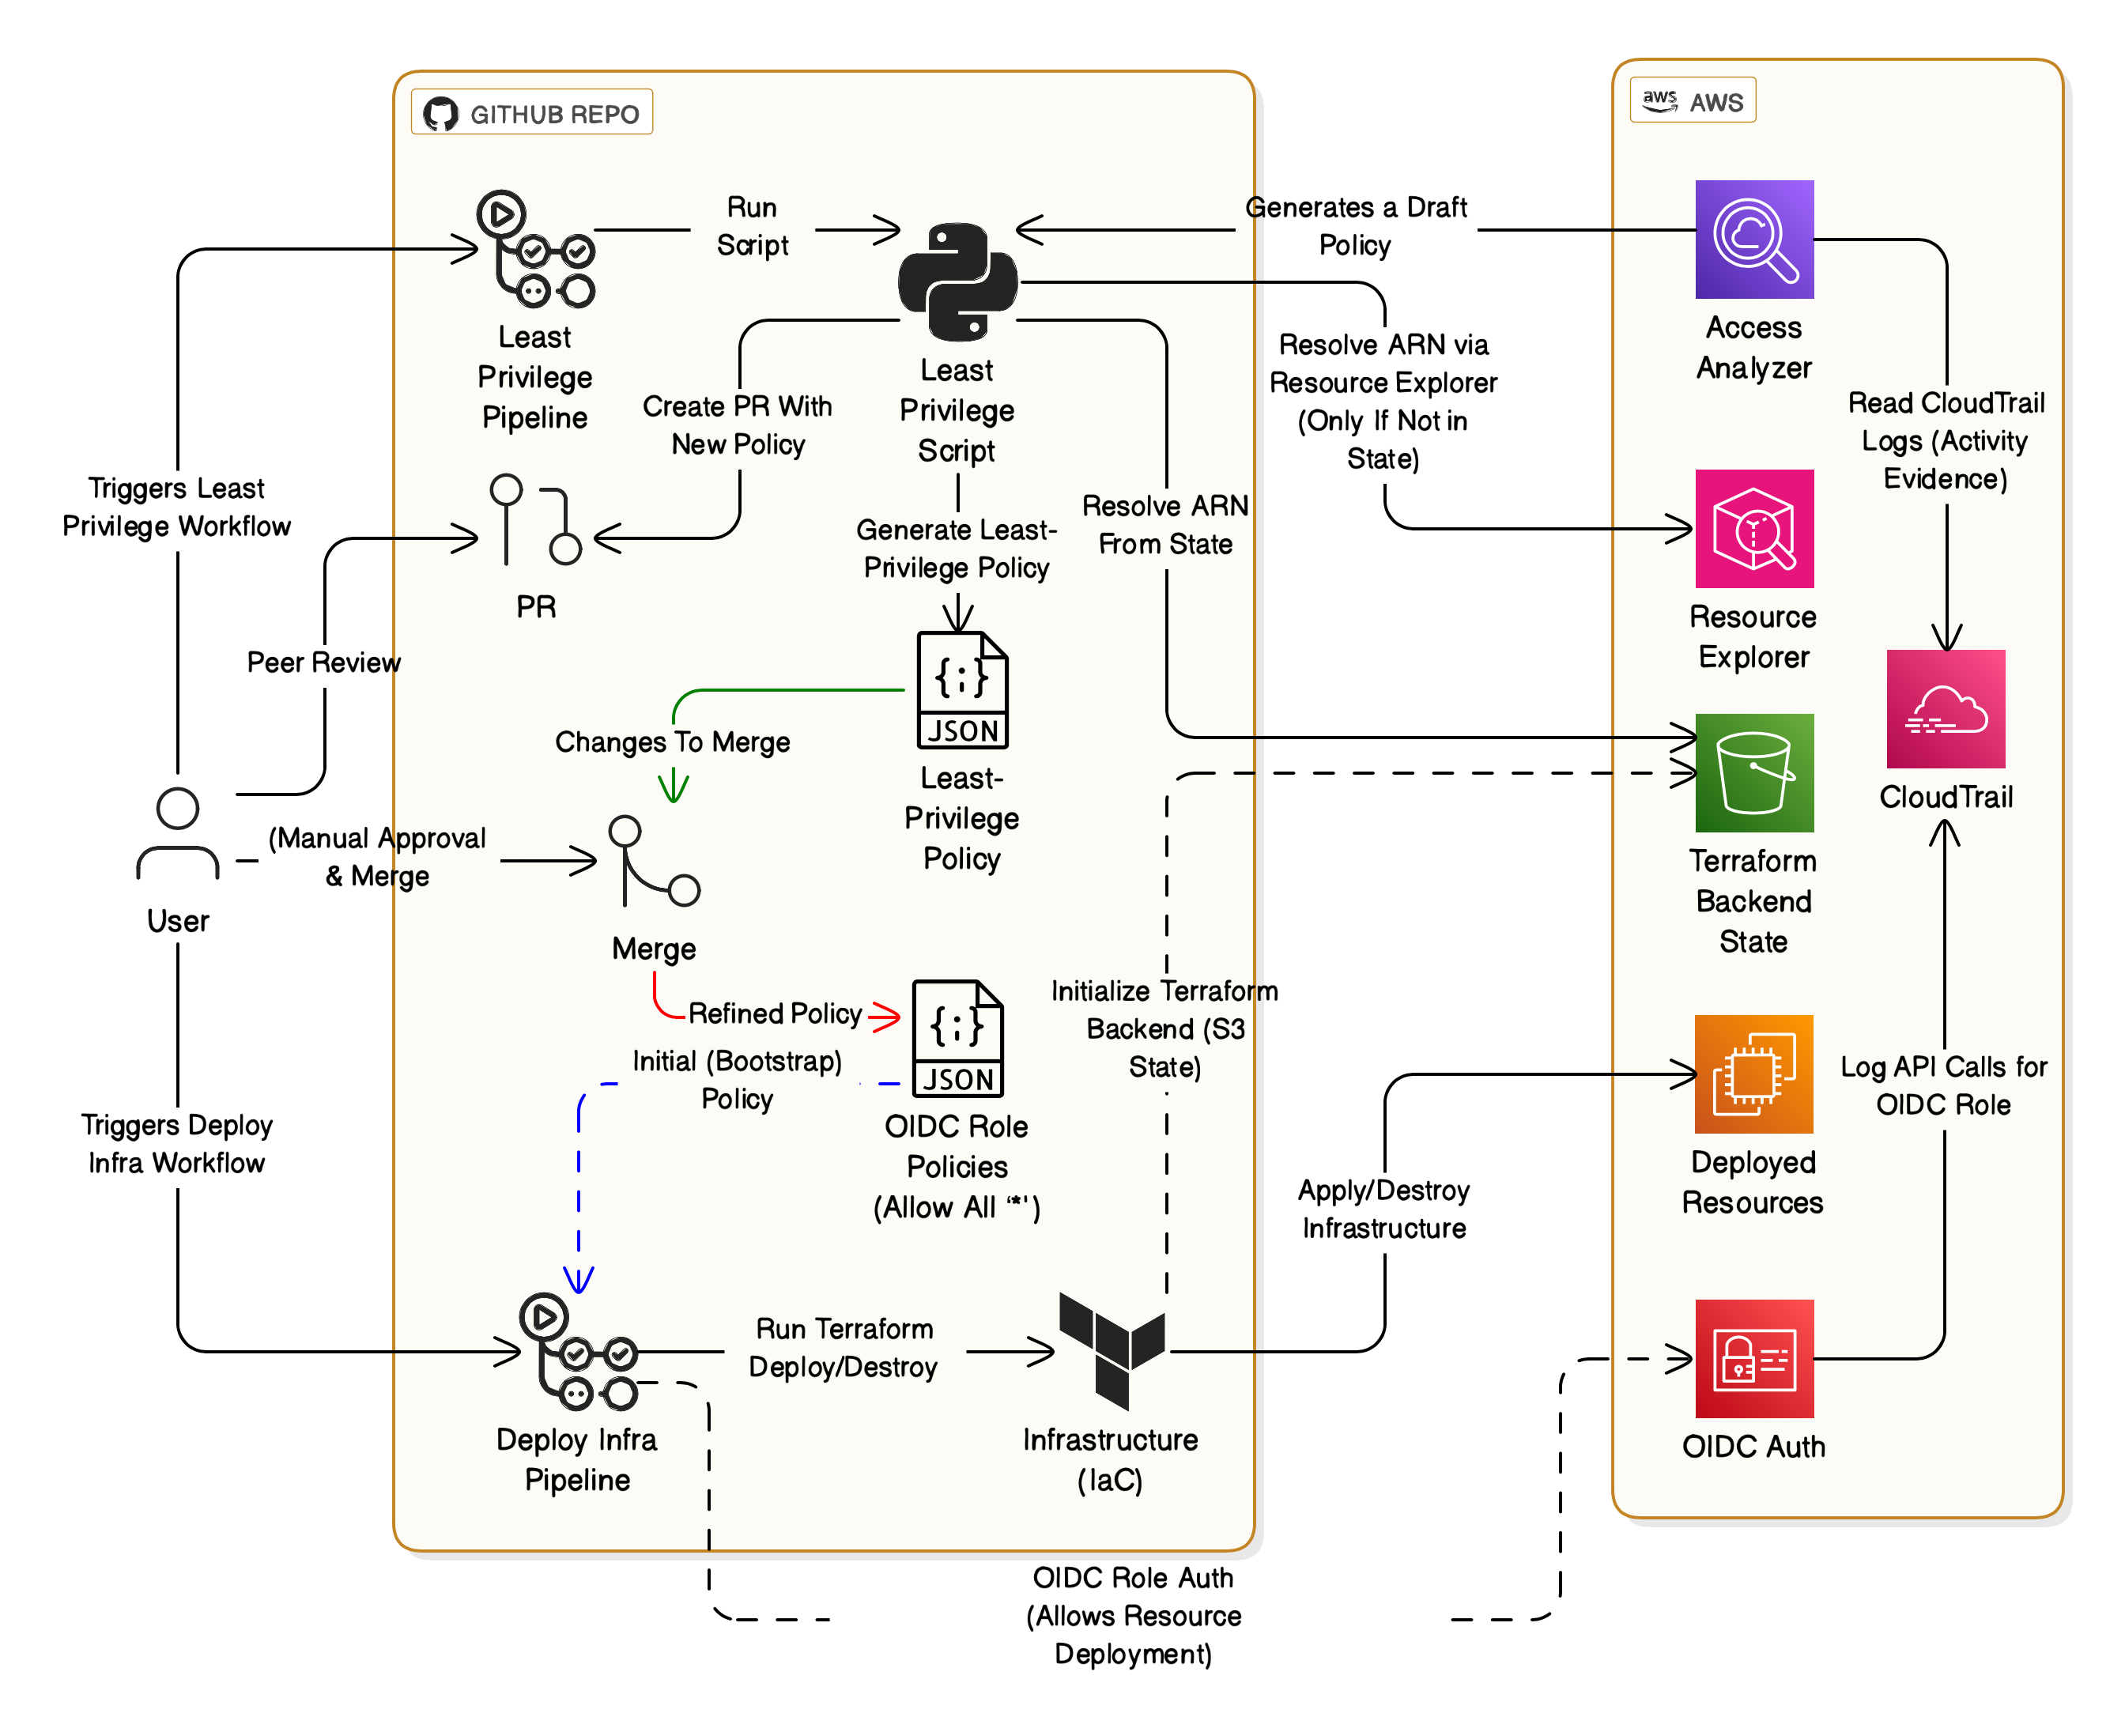 GITHUB REPO
aws AWS
Run
Script
Generates a Draft
Policy
Least
Privilege
Pipeline
Least
Privilege
Script
Access
Analyzer
Resolve ARN via
Resource Explorer
(Only If Not in
State)
Create PR With
New Policy
Read CloudTrail
Logs (Activity
Evidence)
Triggers Least
Privilege Workflow
Resolve ARN
From State
Generate Least-
Privilege Policy
PR
Resource
Explorer
Peer Review
{;}
JSON
Changes To Merge
Least-
Privilege
Policy
CloudTrail
(Manual Approval
& Merge
User
Terraform
Backend
State
Merge
Initialize Terraform
Backend (S3
State)
Refined Policy
{;}
JSON
Initial (Bootstrap)
Policy
Log API Calls for
OIDC Role
Triggers Deploy
Infra Workflow
OIDC Role
Policies
(Allow All '*')
Deployed
Resources
Apply/Destroy
Infrastructure
Run Terraform
Deploy/Destroy
Deploy Infra
Pipeline
Infrastructure
(IaC)
OIDC Auth
OIDC Role Auth
(Allows Resource
Deployment)